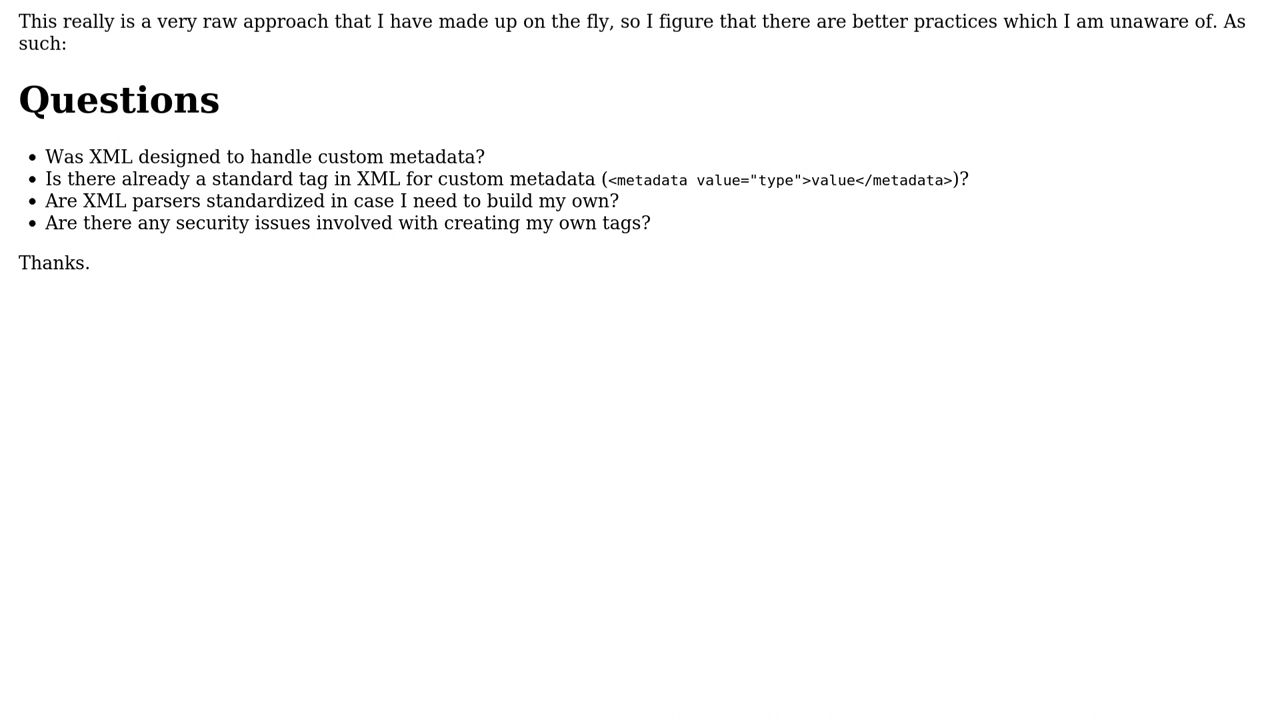 This really is a very raw approach that I have made up on the fly, so I figure that there are better practices which I am unaware of. As
such:
Questions
• Was XML designed to handle custom metadata?
• Is there already a standard tag in XML for custom metadata (<metadata value="type">value</metadata>)?
• Are XML parsers standardized in case I need to build my own?
• Are there any security issues involved with creating my own tags?
Thanks.